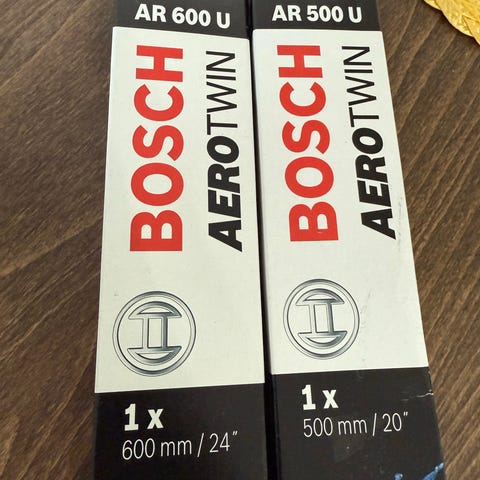 AR 600 U
BOSCH
AEROTWIN
1 x
600 mm / 24"
AR 500 U
BOSCH
AEROTWIN
1 x
500 mm / 20"